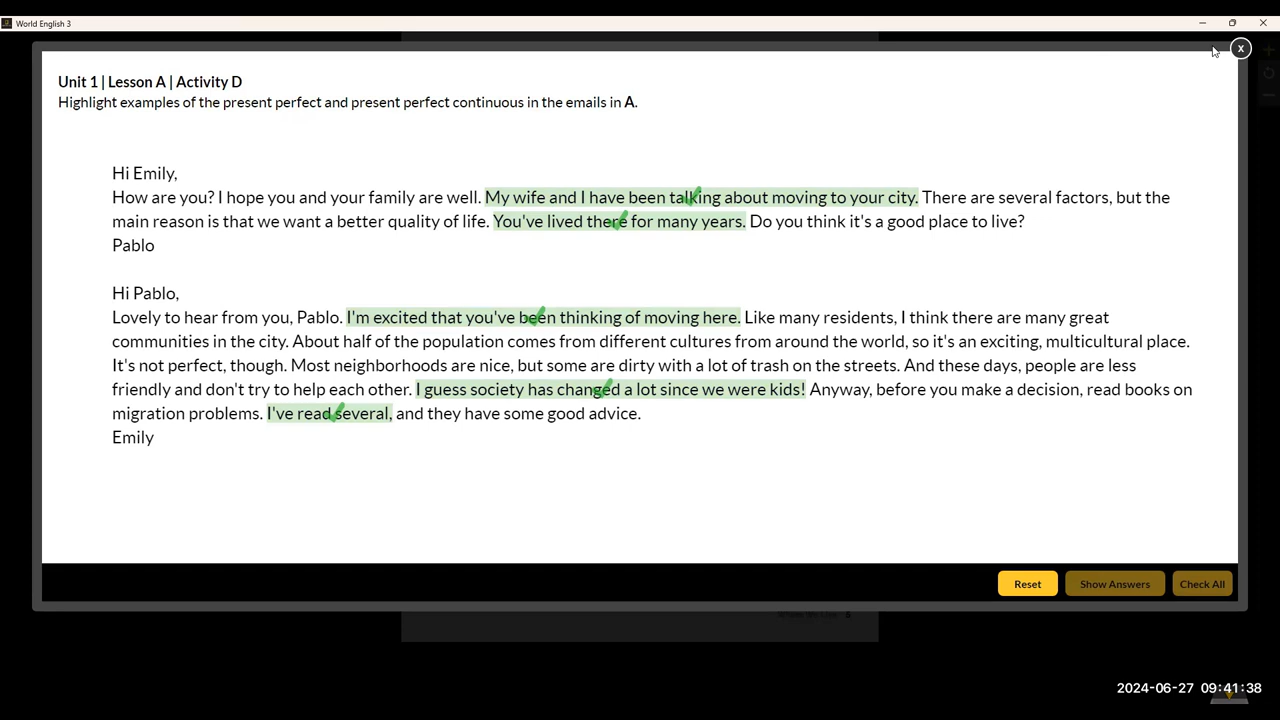 World English 3
X
Unit 1 | Lesson A | Activity D
Highlight examples of the present perfect and present perfect continuous in the emails in A.
Hi Emily,
How are you? I hope you and your family are well. My wife and I have been talking about moving to your city. There are several factors, but the
main reason is that we want a better quality of life. You've lived there for many years. Do you think it's a good place to live?
Pablo
Hi Pablo,
Lovely to hear from you, Pablo. I'm excited that you've been thinking of moving here. Like many residents, I think there are many great
communities in the city. About half of the population comes from different cultures from around the world, so it's an exciting, multicultural place.
It's not perfect, though. Most neighborhoods are nice, but some are dirty with a lot of trash on the streets. And these days, people are less
friendly and don't try to help each other. I guess society has changed a lot since we were kids! Anyway, before you make a decision, read books on
migration problems. I've read several, and they have some good advice.
Emily
Reset Show Answers Check All
2024-06-27 09:41:38